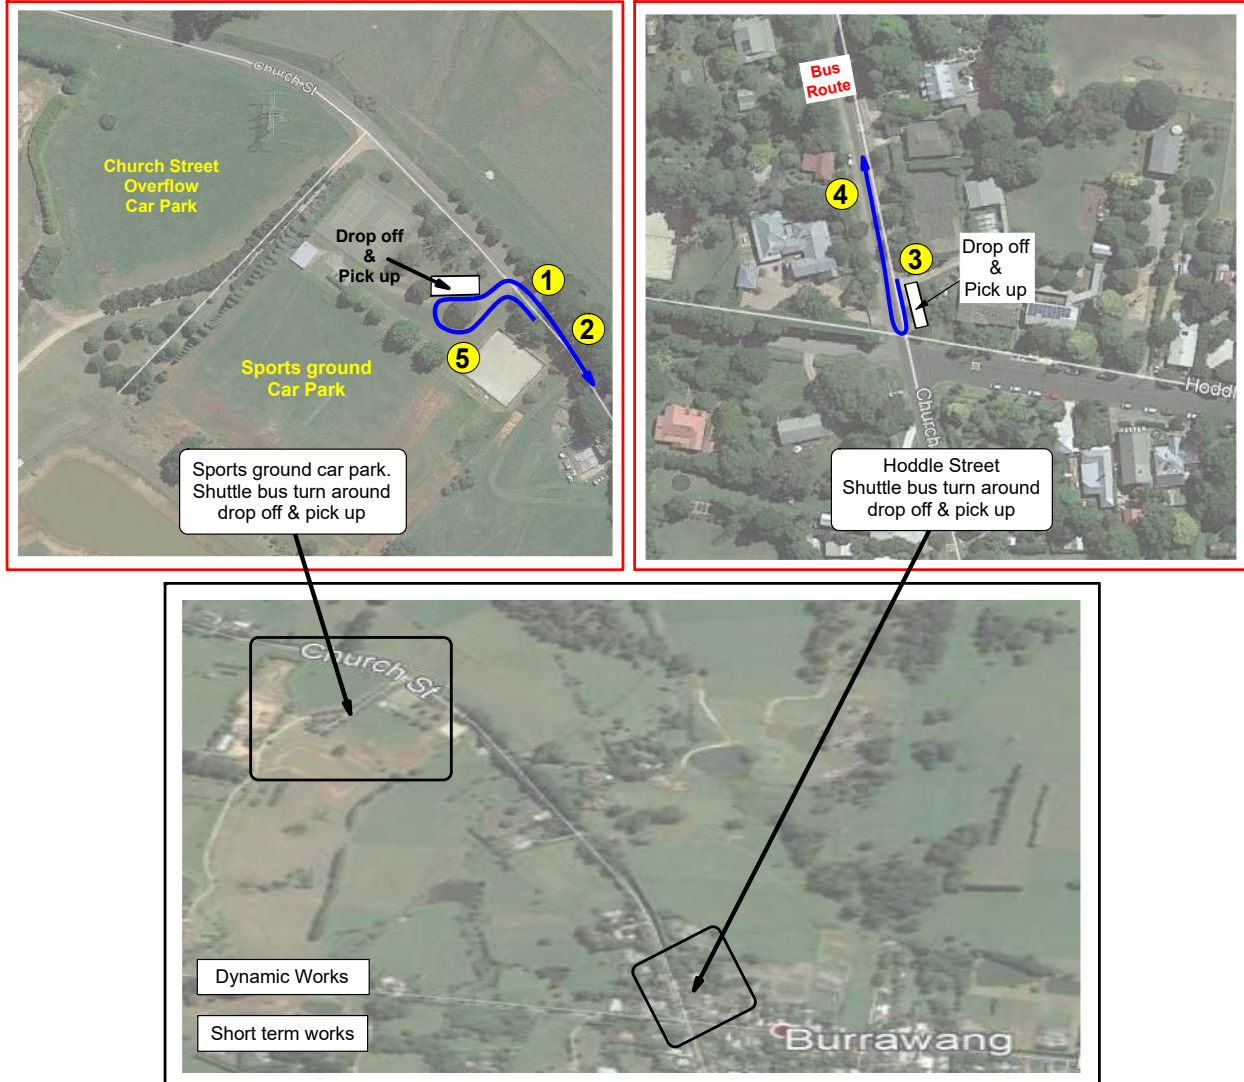 Church St
Church Street
Overflow
Car Park
Drop off
&
Pick up
1
2
5
Sports ground
Car Park
Sports ground car park.
Shuttle bus turn around
drop off & pick up
Bus
Route
4
3
Drop off
&
Pick up
Hoddl
Church
Hoddle Street
Shuttle bus turn around
drop off & pick up
Church St
Dynamic Works
Short term works
Burrawang